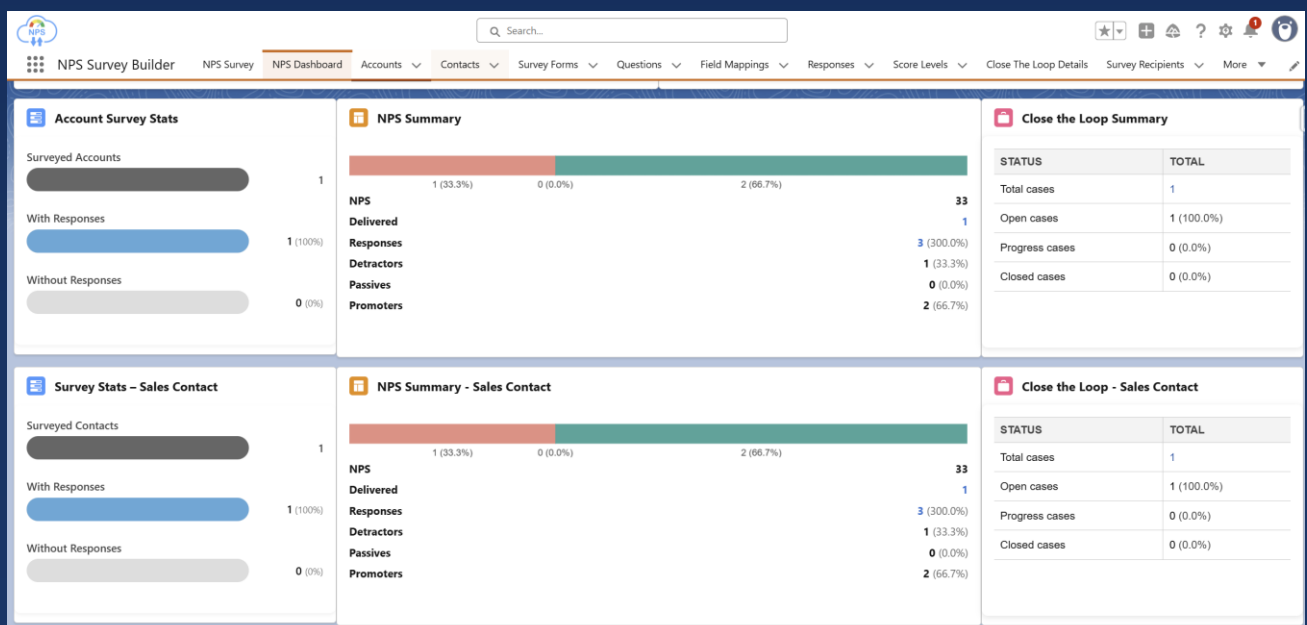 NPS
Search...
1
NPS Survey Builder
NPS Survey
NPS Dashboard
Accounts
Contacts
Survey Forms
Questions
Field Mappings
Responses
Score Levels
Close The Loop Details
Survey Recipients
More
Account Survey Stats
Surveyed Accounts
1
With Responses
1 (100%)
Without Responses
0 (0%)
NPS Summary
1 (33.3%) 0 (0.0%) 2 (66.7%)
NPS 33
Delivered 1
Responses 3 (300.0%)
Detractors 1 (33.3%)
Passives 0 (0.0%)
Promoters 2 (66.7%)
Close the Loop Summary
STATUS TOTAL
Total cases 1
Open cases 1 (100.0%)
Progress cases 0 (0.0%)
Closed cases 0 (0.0%)
Survey Stats – Sales Contact
Surveyed Contacts
1
With Responses
1 (100%)
Without Responses
0 (0%)
NPS Summary - Sales Contact
1 (33.3%) 0 (0.0%) 2 (66.7%)
NPS 33
Delivered 1
Responses 3 (300.0%)
Detractors 1 (33.3%)
Passives 0 (0.0%)
Promoters 2 (66.7%)
Close the Loop - Sales Contact
STATUS TOTAL
Total cases 1
Open cases 1 (100.0%)
Progress cases 0 (0.0%)
Closed cases 0 (0.0%)